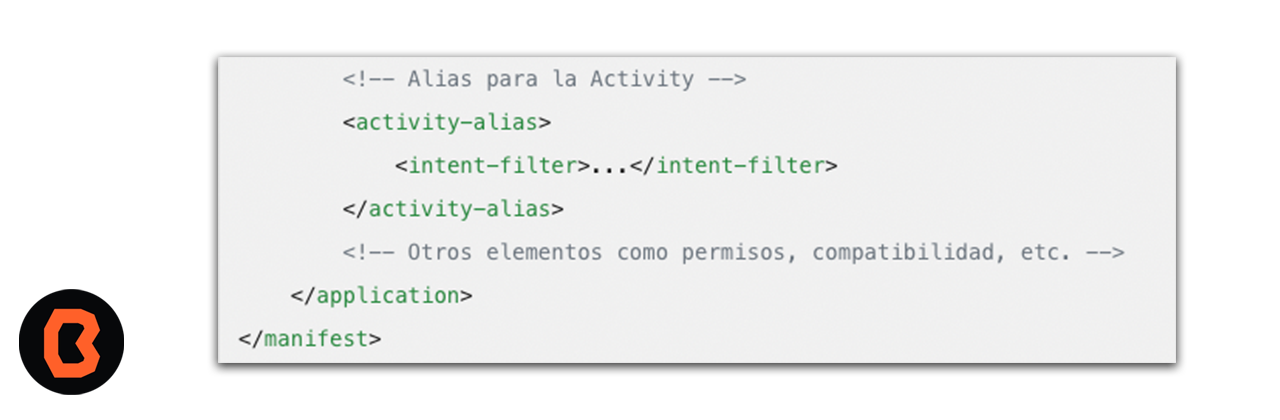 <!-- Alias para la Activity -->
<activity-alias>
<intent-filter>...</intent-filter>
</activity-alias>
<!-- Otros elementos como permisos, compatibilidad, etc. -->
</application>
</manifest>